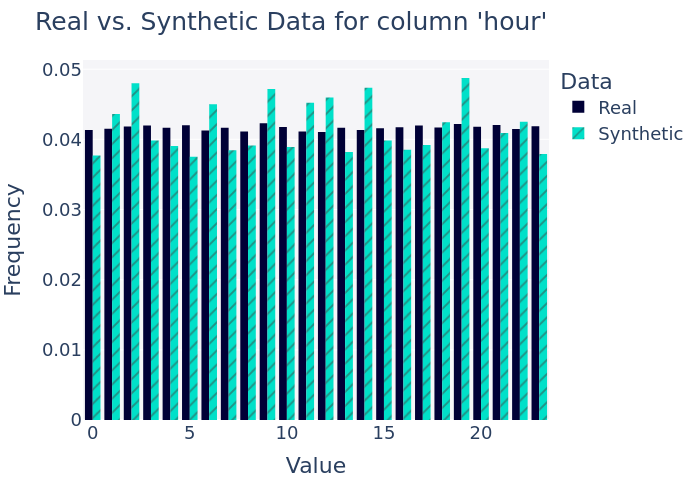 Real vs. Synthetic Data for column 'hour'
0.05
0.04
0.03
0.02
0.01
0
Frequency
0 5 10 15 20
Value
Data
Real
Synthetic